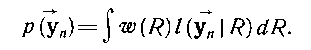 p(y⃗ₙ)=∫ w(R) l(y⃗ₙ|R) dR.